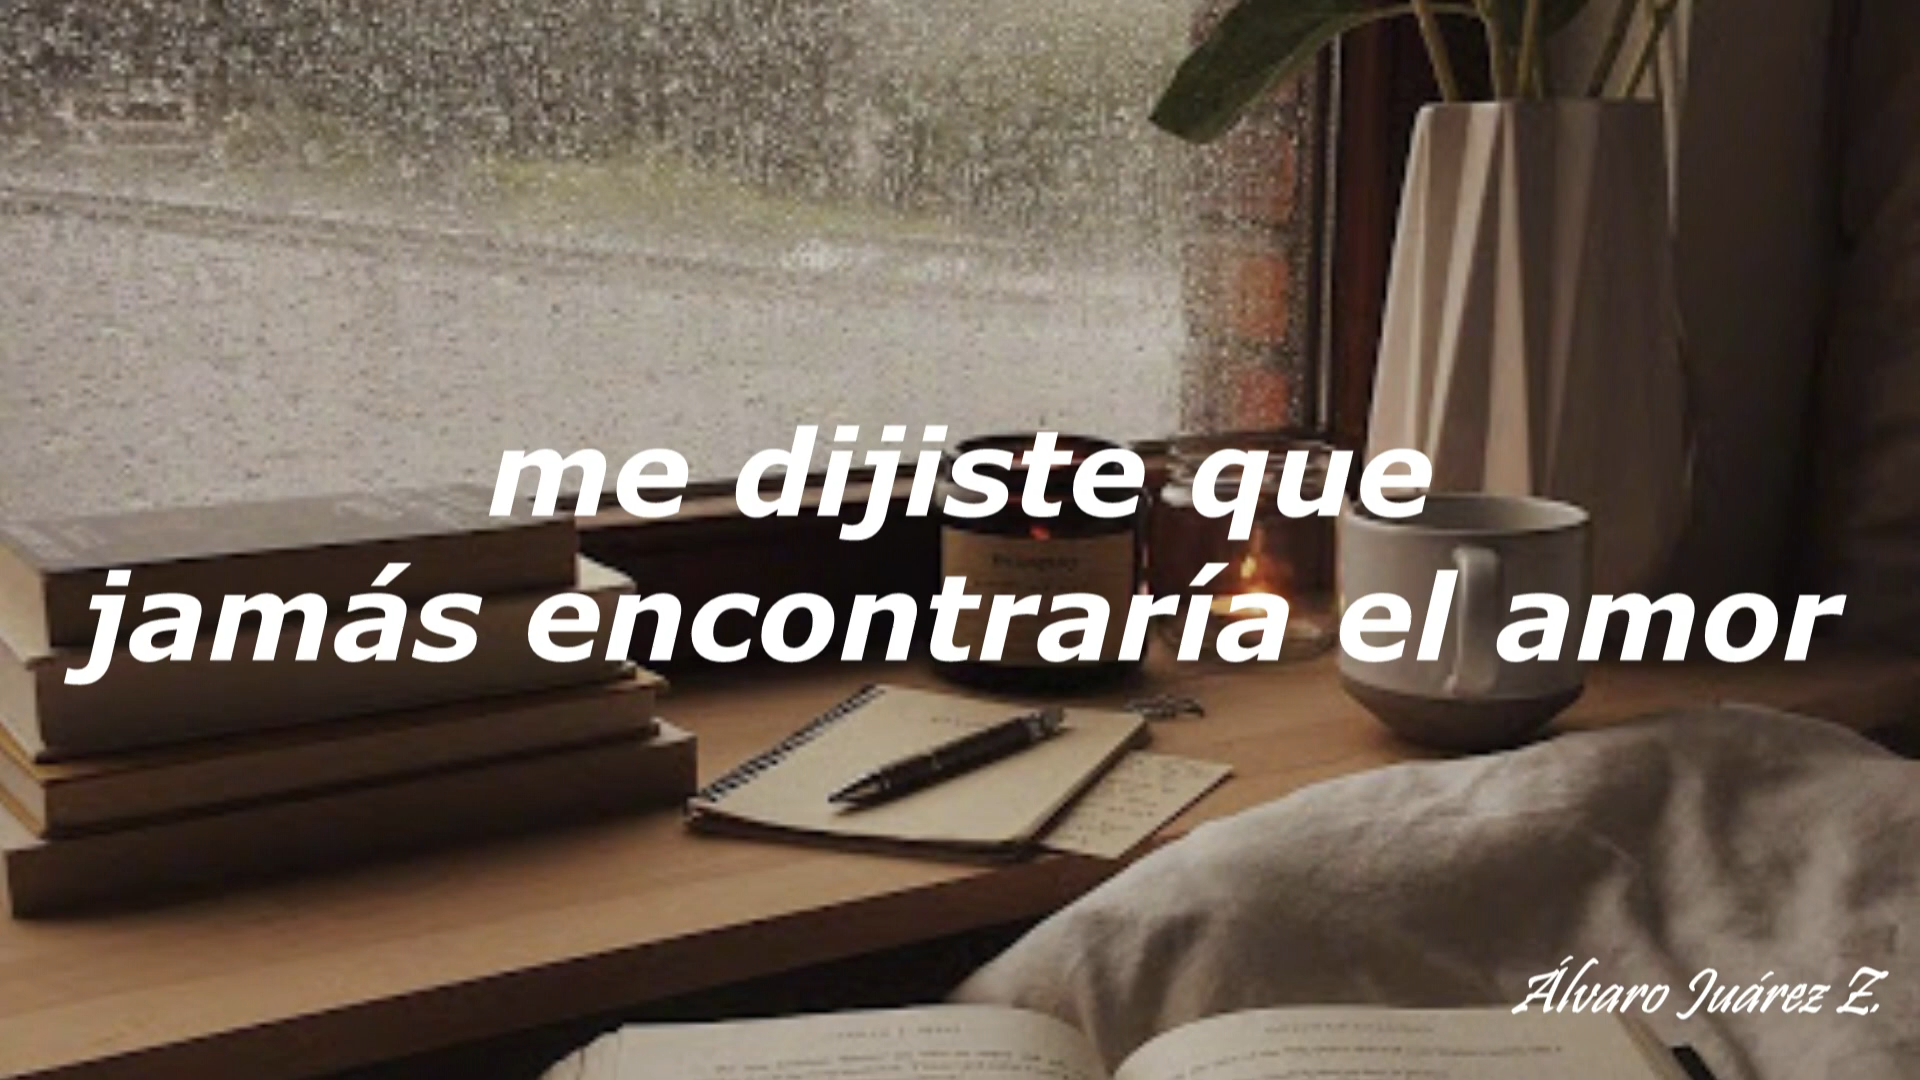 me dijiste que
jamás encontraría el amor
Álvaro Juárez Z.